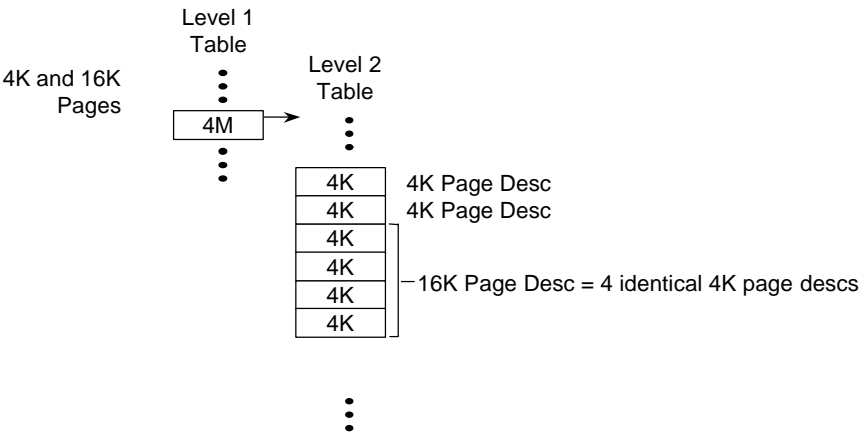 Level 1
Table
4K and 16K
Pages
4M
Level 2
Table
4K 4K Page Desc
4K 4K Page Desc
4K
4K
4K
4K
16K Page Desc = 4 identical 4K page descs